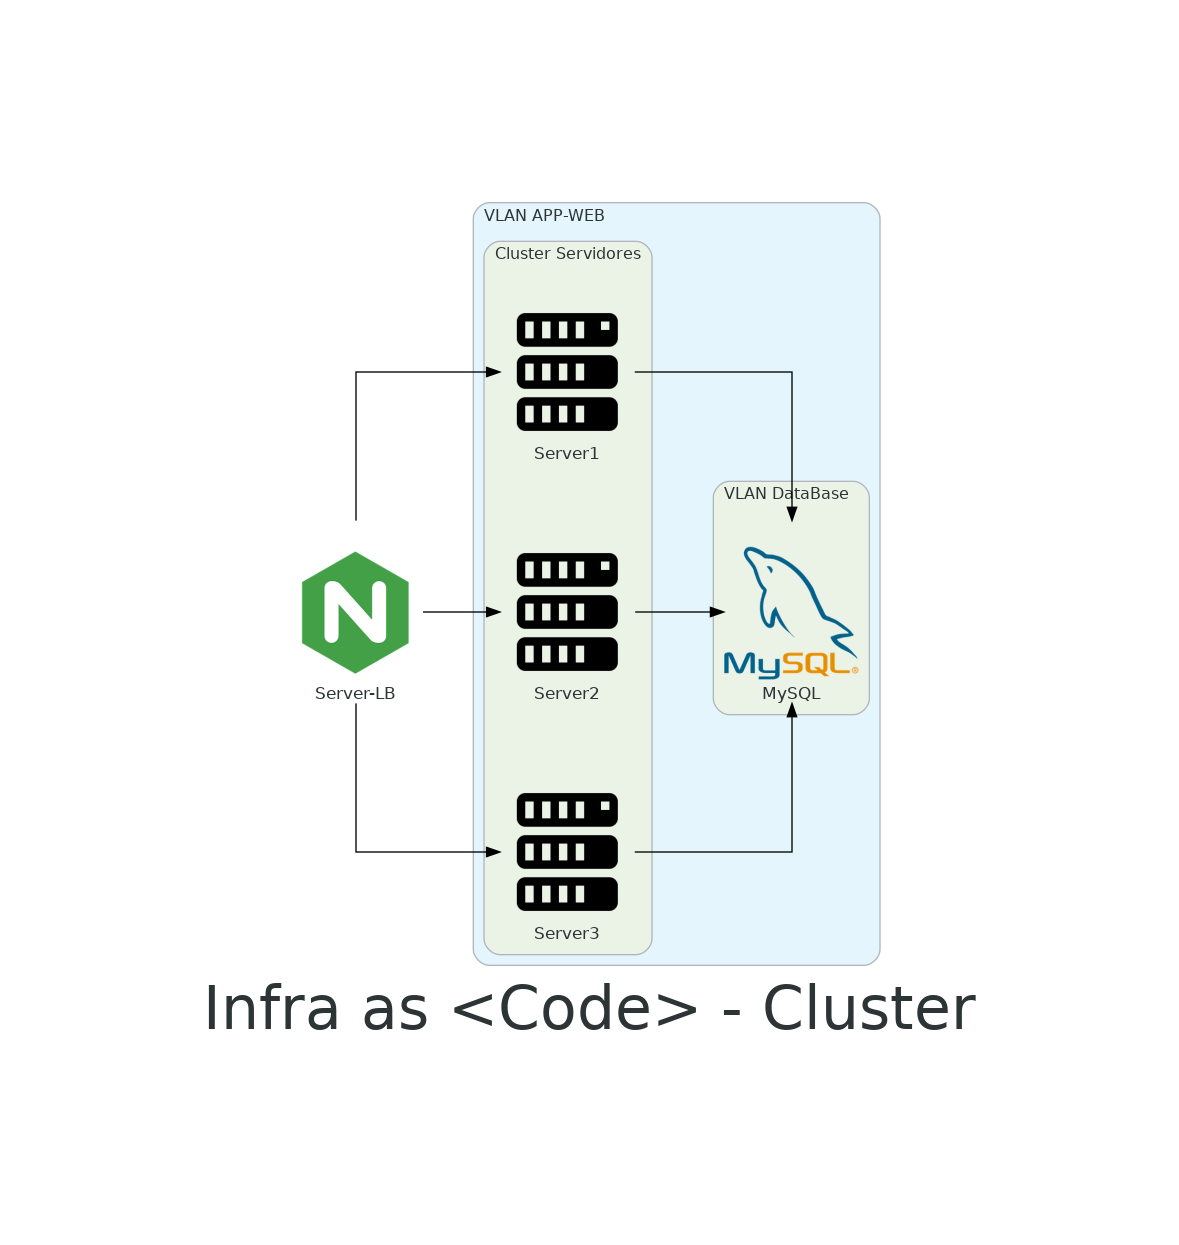 VLAN APP-WEB
Cluster Servidores
Server1
VLAN DataBase
N
MySQL®
Server-LB
Server2
MySQL
Server3
Infra as <Code> - Cluster